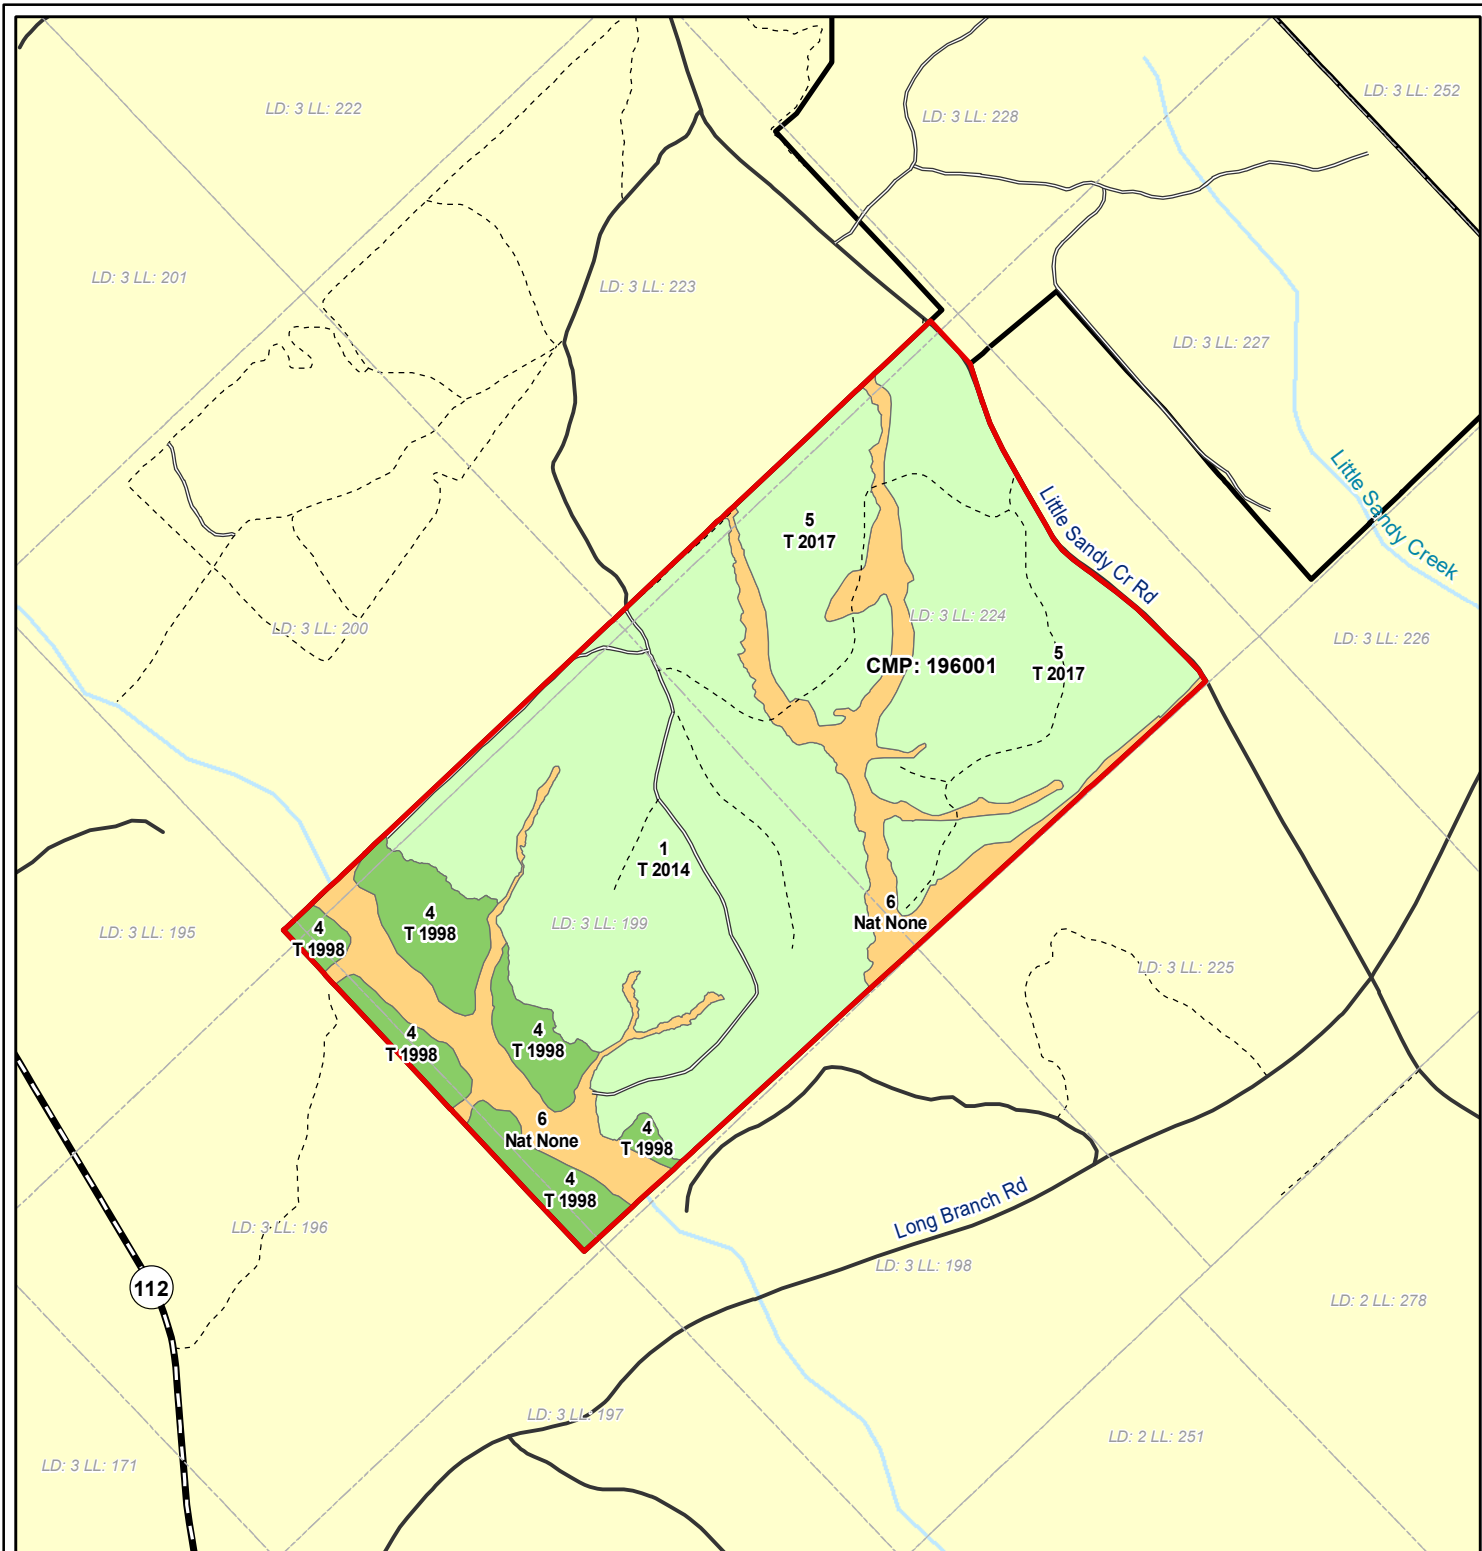 LD: 3 LL: 252
LD: 3 LL: 222
LD: 3 LL: 228
LD: 3 LL: 201
LD: 3 LL: 223
LD: 3 LL: 227
Little Sandy Creek
Little Sandy Cr Rd
5
T 2017
LD: 3 LL: 224
LD: 3 LL: 200
LD: 3 LL: 226
CMP: 196001
5
T 2017
1
T 2014
6
Nat None
4
T 1998
LD: 3 LL: 199
4
T 1998
LD: 3 LL: 195
LD: 3 LL: 225
4
T 1998
4
T 1998
6
Nat None
4
T 1998
4
T 1998
Long Branch Rd
LD: 3 LL: 196
LD: 3 LL: 198
112
LD: 2 LL: 278
LD: 3 LL: 197
LD: 2 LL: 251
LD: 3 LL: 171